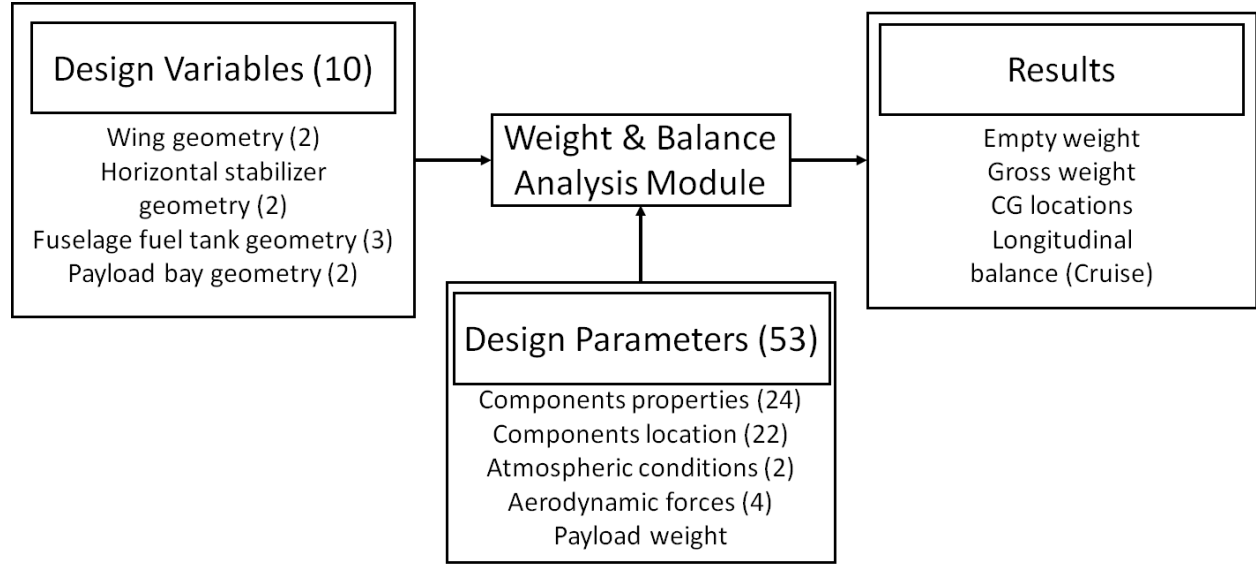 Design Variables (10)
Wing geometry (2)
Horizontal stabilizer
geometry (2)
Fuselage fuel tank geometry (3)
Payload bay geometry (2)
Weight & Balance
Analysis Module
Results
Empty weight
Gross weight
CG locations
Longitudinal
balance (Cruise)
Design Parameters (53)
Components properties (24)
Components location (22)
Atmospheric conditions (2)
Aerodynamic forces (4)
Payload weight